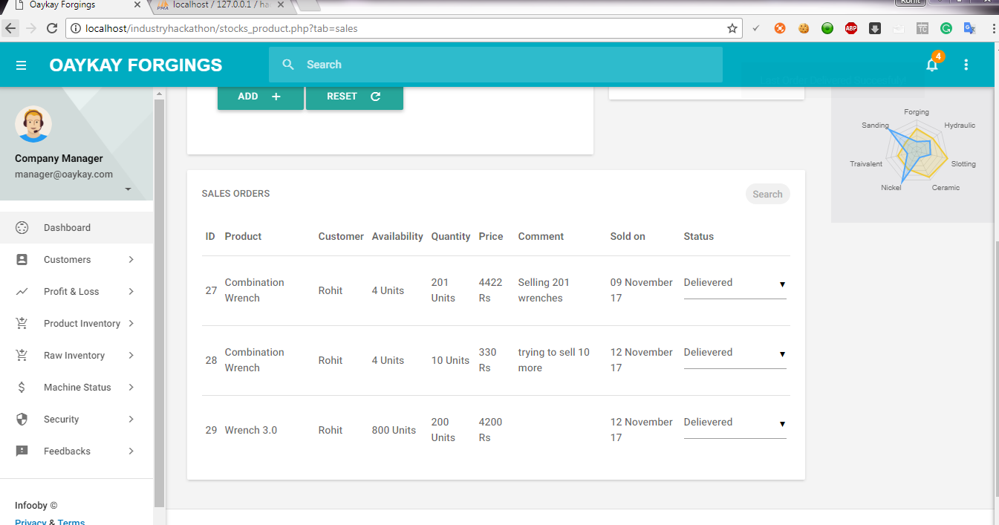 Oaykay Forgings
localhost / 127.0.0.1 / ha
Rohit
localhost/industryhackathon/stocks_product.php?tab=sales
ABP
TC
OAYKAY FORGINGS
Search
4
ADD +
RESET
Company Manager
manager@oaykay.com
Dashboard
Customers
Profit & Loss
Product Inventory
Raw Inventory
Machine Status
Security
Feedbacks
Infooby ©
Privacy & Terms
SALES ORDERS
Search
ID Product Customer Availability Quantity Price Comment Sold on Status
27 Combination Wrench Rohit 4 Units 201 Units 4422 Rs Selling 201 wrenches 09 November 17 Delievered
28 Combination Wrench Rohit 4 Units 10 Units 330 Rs trying to sell 10 more 12 November 17 Delievered
29 Wrench 3.0 Rohit 800 Units 200 Units 4200 Rs 12 November 17 Delievered
Forging
Sanding
Hydraulic
Traivalent
Slotting
Nickel
Ceramic